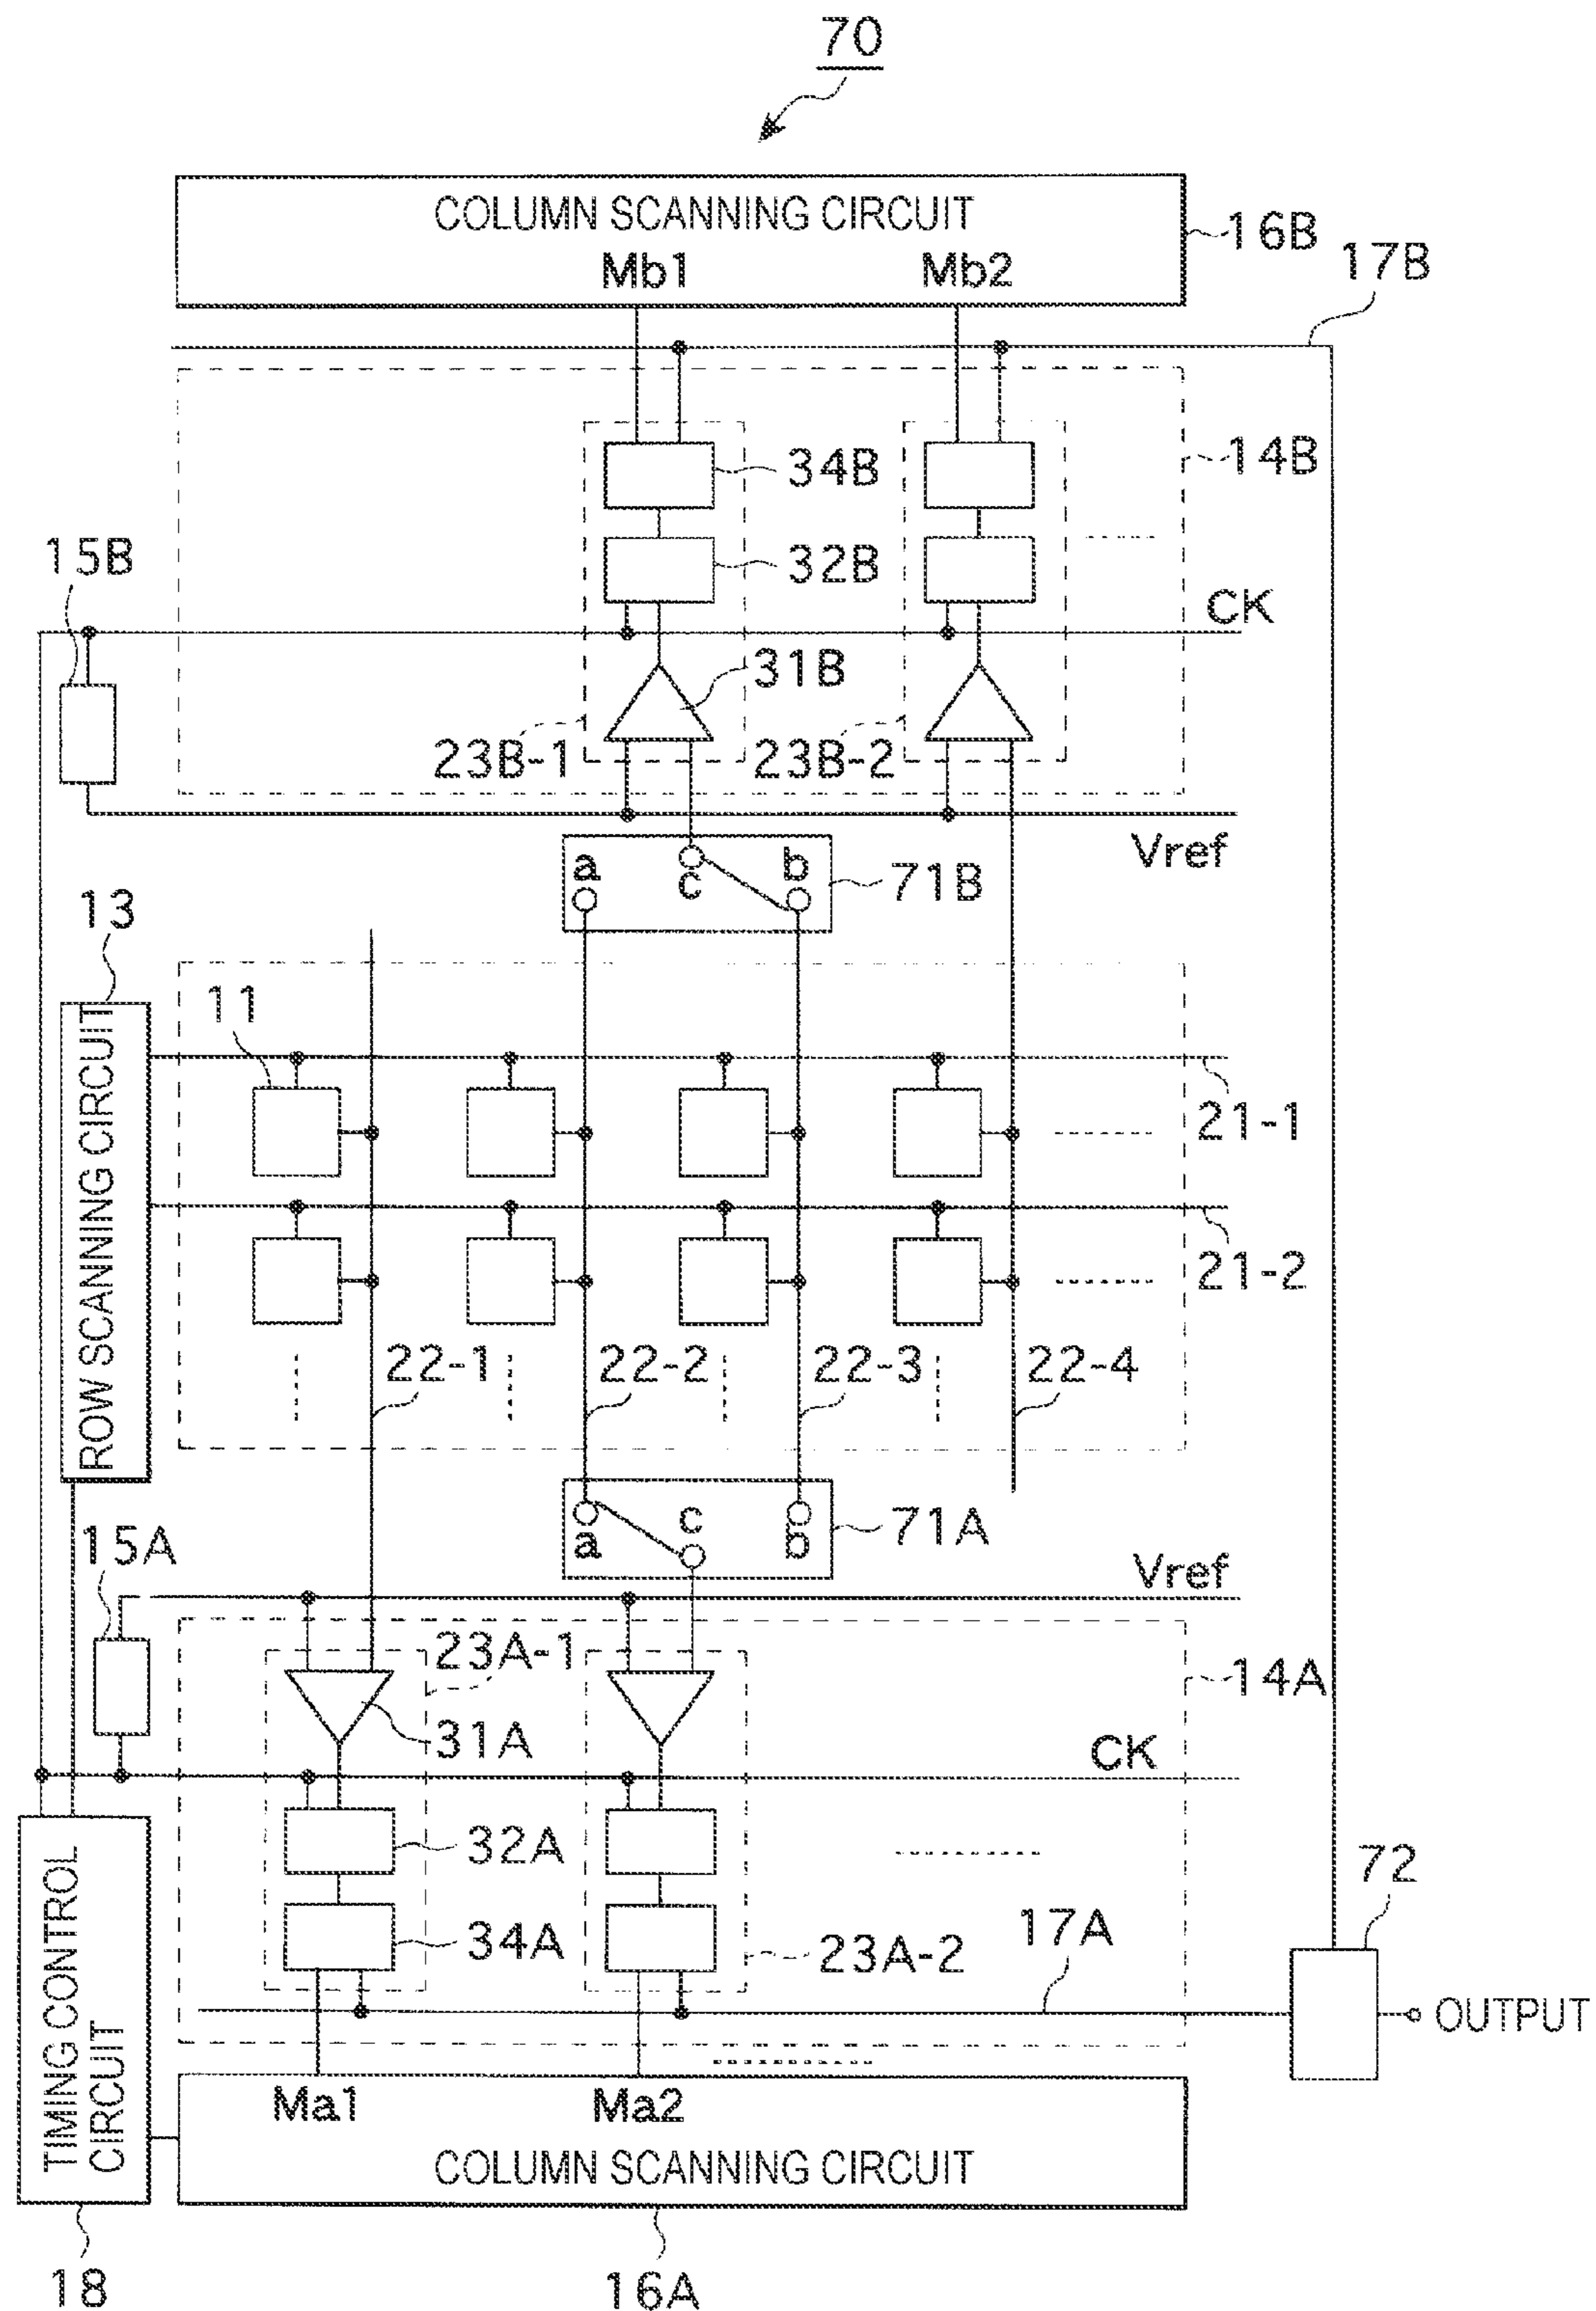 70
COLUMN SCANNING CIRCUIT
Mb1 Mb2
16B
17B
34B
14B
15B
32B
CK
31B
23B-1
23B-2
Vref
a c b
71B
13
11
ROW SCANNING CIRCUIT
21-1
21-2
22-1
22-2
22-3
22-4
a c b
71A
15A
Vref
23A-1
14A
31A
CK
32A
72
34A
23A-2
17A
OUTPUT
TIMING CONTROL
CIRCUIT
Ma1 Ma2
COLUMN SCANNING CIRCUIT
18
16A